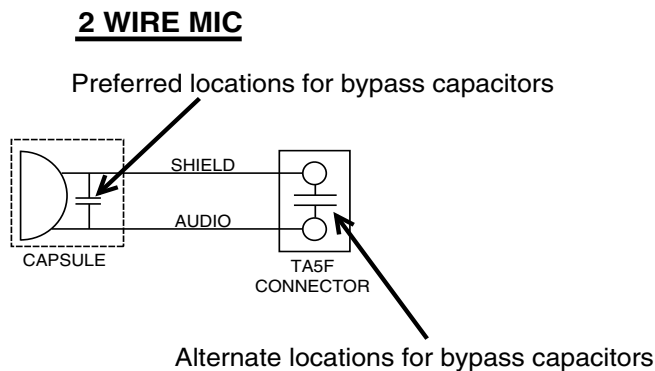 2 WIRE MIC
Preferred locations for bypass capacitors
SHIELD
AUDIO
CAPSULE
TA5F
CONNECTOR
Alternate locations for bypass capacitors